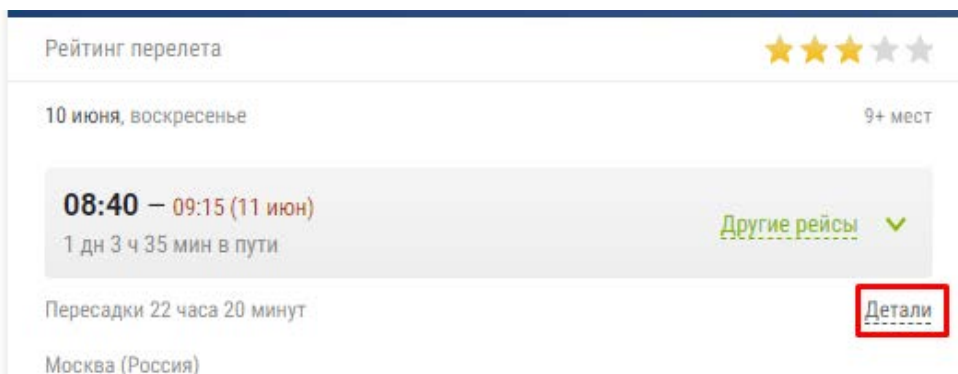 Рейтинг перелета
10 июня, воскресенье 9+ мест
08:40 – 09:15 (11 июн)
1 дн 3 ч 35 мин в пути
Другие рейсы
Пересадки 22 часа 20 минут Детали
Москва (Россия)